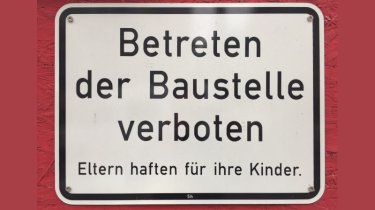 Betreten
der Baustelle
verboten
Eltern haften für ihre Kinder.